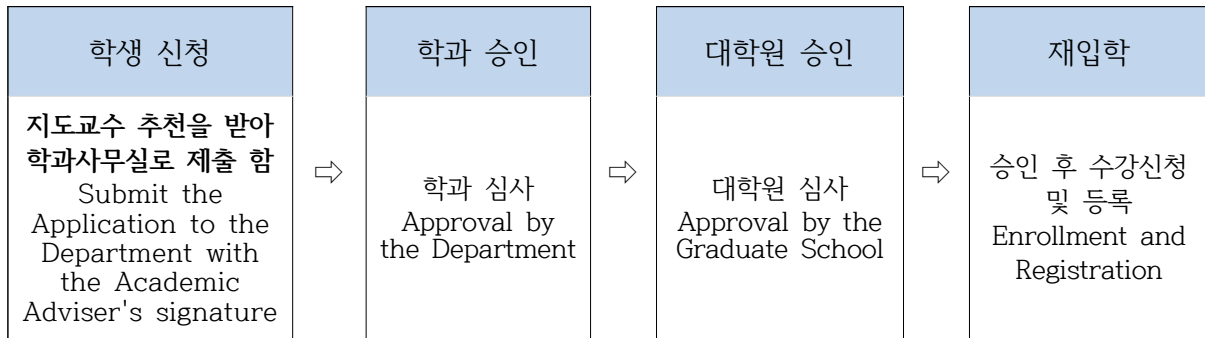 학생 신청
지도교수 추천을 받아
학과사무실로 제출 함
Submit the
Application to the
Department with
the Academic
Adviser's signature
⇨
학과 승인
학과 심사
Approval by
the Department
⇨
대학원 승인
대학원 심사
Approval by the
Graduate School
⇨
재입학
승인 후 수강신청
및 등록
Enrollment and
Registration